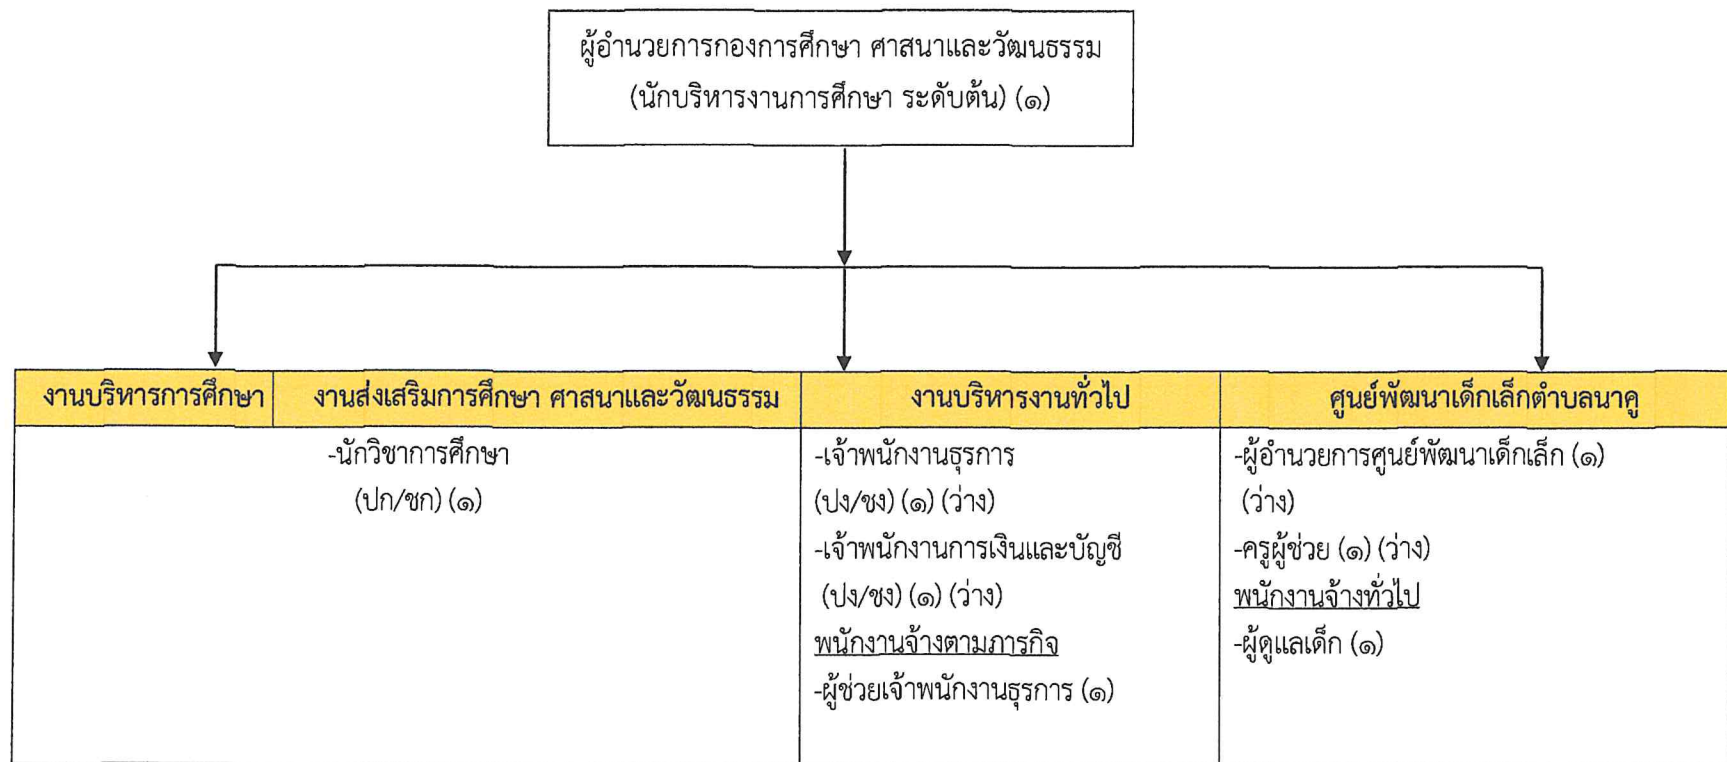 ผู้อำนวยการกองการศึกษา ศาสนาและวัฒนธรรม
(นักบริหารงานการศึกษา ระดับต้น) (๑)
งานบริหารการศึกษา
งานส่งเสริมการศึกษา ศาสนาและวัฒนธรรม
งานบริหารงานทั่วไป
ศูนย์พัฒนาเด็กเล็กตำบลนาคู
-นักวิชาการศึกษา
(ปก/ชก) (๑)
-เจ้าพนักงานธุรการ
(ปง/ชง) (๑) (ว่าง)
-เจ้าพนักงานการเงินและบัญชี
(ปง/ชง) (๑) (ว่าง)
พนักงานจ้างตามภารกิจ
-ผู้ช่วยเจ้าพนักงานธุรการ (๑)
-ผู้อำนวยการศูนย์พัฒนาเด็กเล็ก (๑)
(ว่าง)
-ครูผู้ช่วย (๑) (ว่าง)
พนักงานจ้างทั่วไป
-ผู้ดูแลเด็ก (๑)